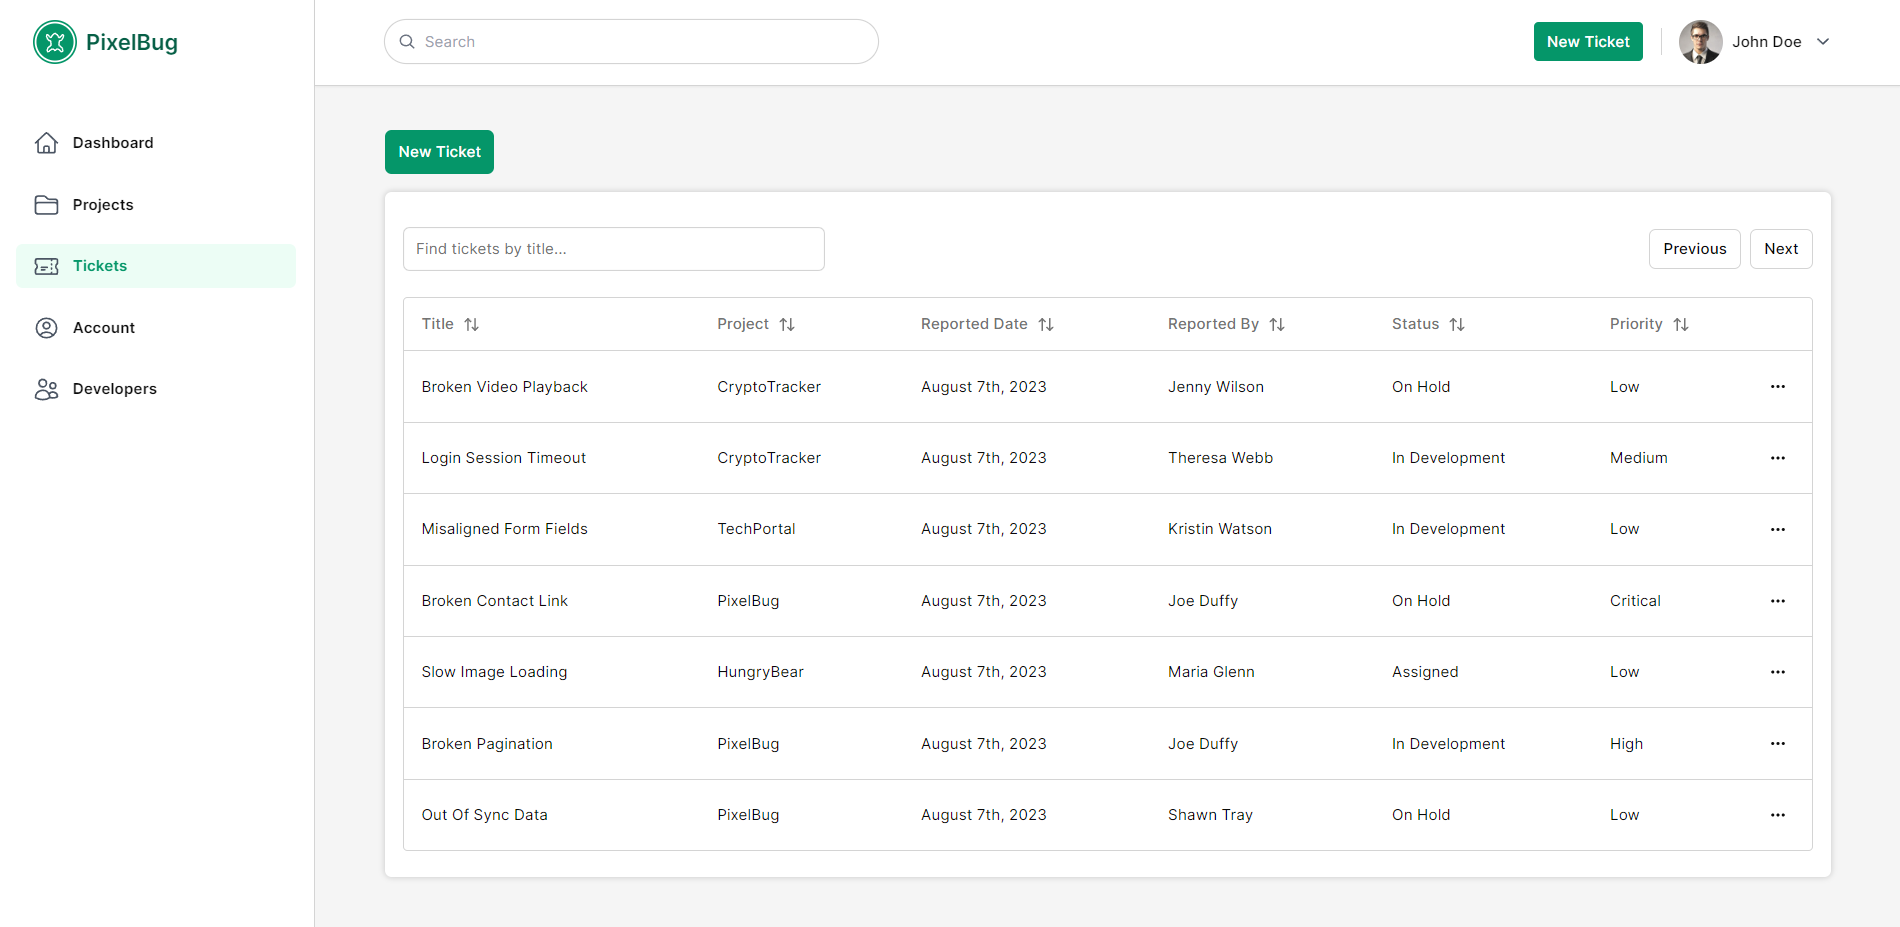 PixelBug
Search
New Ticket
John Doe
Dashboard
Projects
Tickets
Account
Developers
New Ticket
Find tickets by title...
Previous
Next
Title Project Reported Date Reported By Status Priority
Broken Video Playback CryptoTracker August 7th, 2023 Jenny Wilson On Hold Low
Login Session Timeout CryptoTracker August 7th, 2023 Theresa Webb In Development Medium
Misaligned Form Fields TechPortal August 7th, 2023 Kristin Watson In Development Low
Broken Contact Link PixelBug August 7th, 2023 Joe Duffy On Hold Critical
Slow Image Loading HungryBear August 7th, 2023 Maria Glenn Assigned Low
Broken Pagination PixelBug August 7th, 2023 Joe Duffy In Development High
Out Of Sync Data PixelBug August 7th, 2023 Shawn Tray On Hold Low